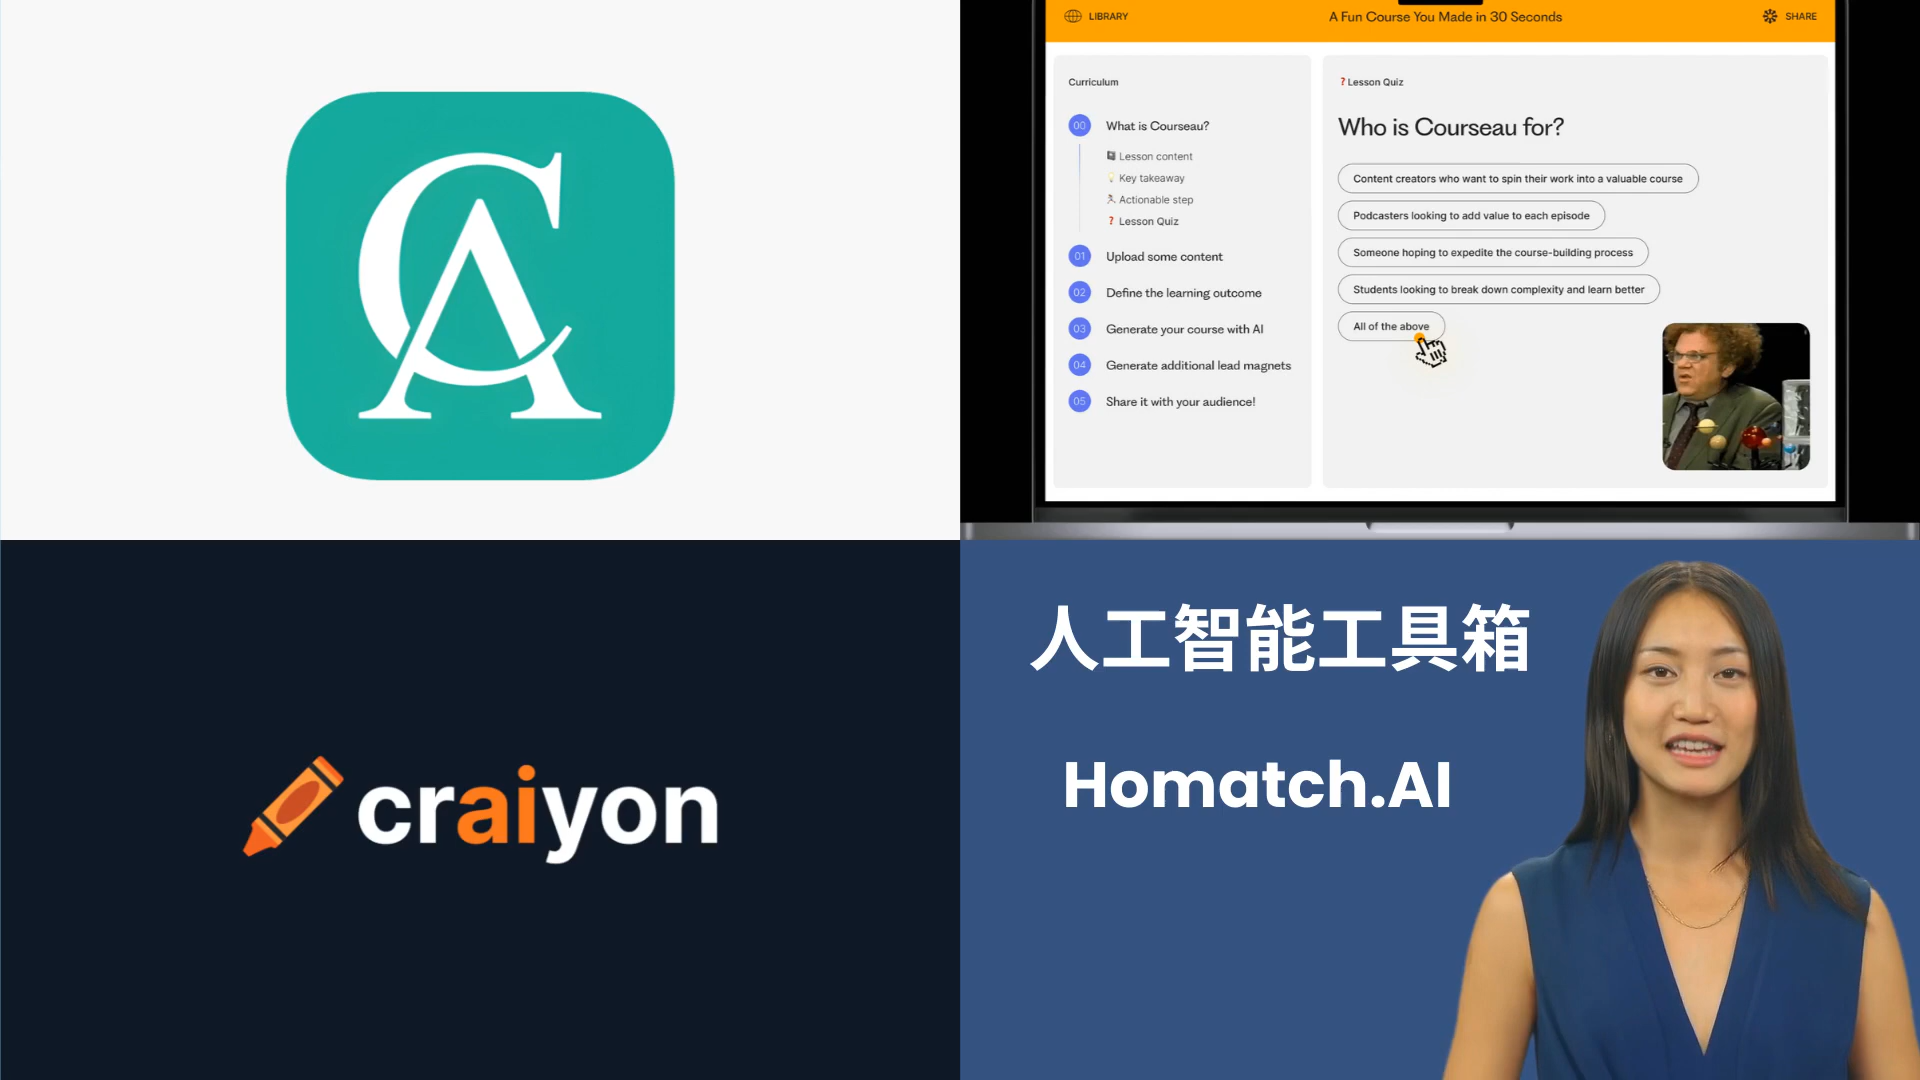 CA
LIBRARY
A Fun Course You Made in 30 Seconds
SHARE
Curriculum
00 What is Courseau?
Lesson content
Key takeaway
Actionable step
? Lesson Quiz
01 Upload some content
02 Define the learning outcome
03 Generate your course with AI
04 Generate additional lead magnets
05 Share it with your audience!
? Lesson Quiz
Who is Courseau for?
Content creators who want to spin their work into a valuable course
Podcasters looking to add value to each episode
Someone hoping to expedite the course-building process
Students looking to break down complexity and learn better
All of the above
craiyon
人工智能工具箱
Homatch.AI